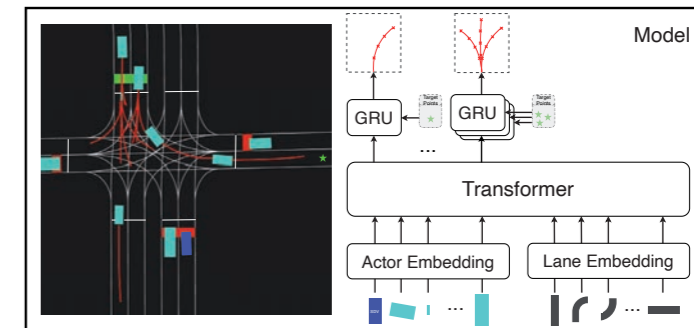 Model
Target
Points
Target
Points
GRU
GRU
...
Transformer
Actor Embedding
Lane Embedding
...
...